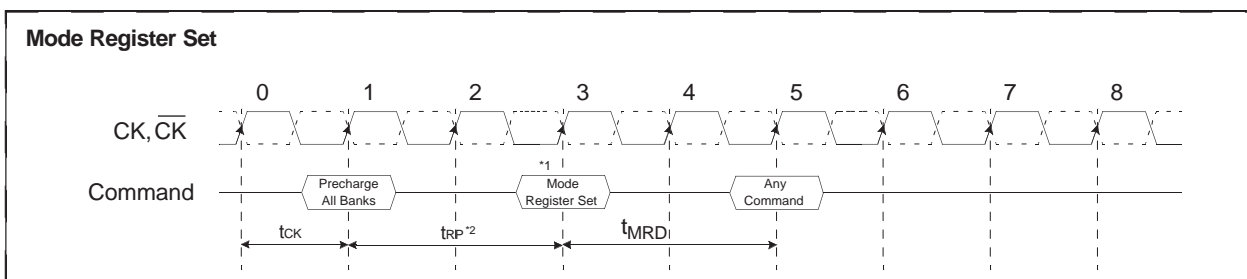 Mode Register Set
0 1 2 3 4 5 6 7 8
CK, C̅K̅
*1
Command
Precharge
All Banks
Mode
Register Set
Any
Command
tCK
tRP*2
tMRD